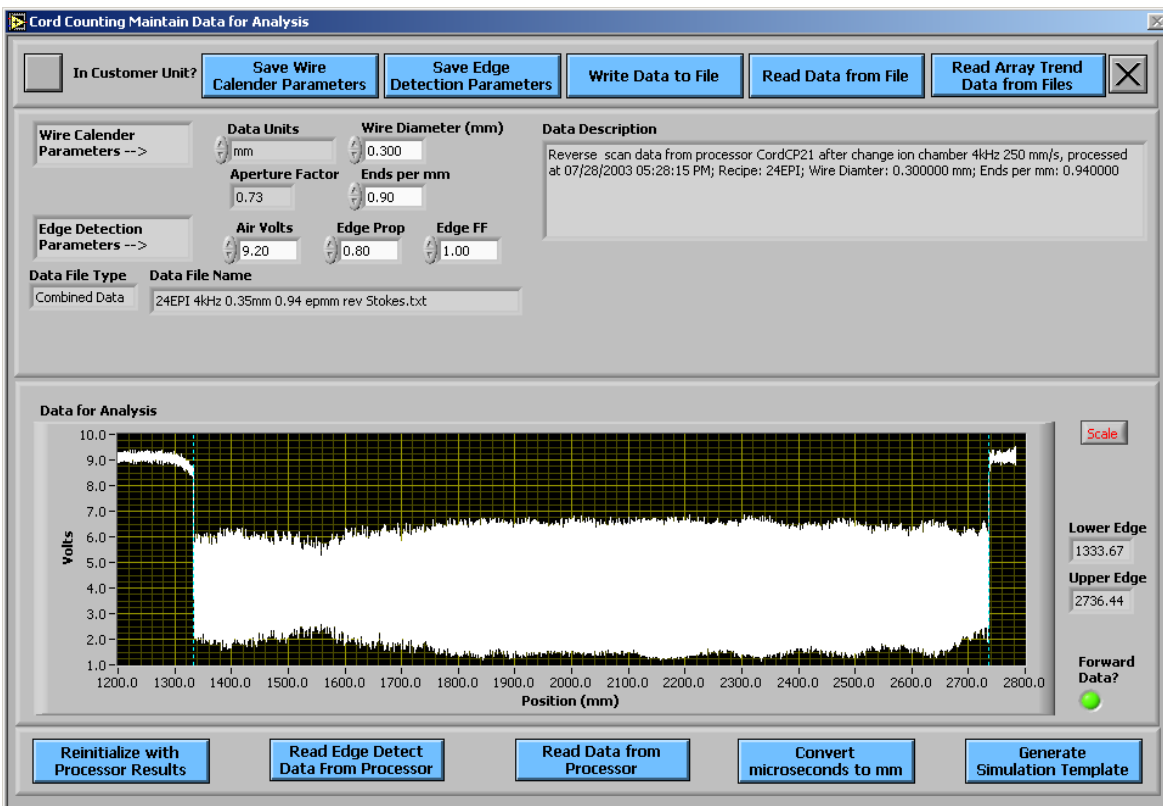 Cord Counting Maintain Data for Analysis
In Customer Unit?
Save Wire
Calender Parameters
Save Edge
Detection Parameters
Write Data to File
Read Data from File
Read Array Trend
Data from Files
Wire Calender
Parameters -->
Data Units
mm
Wire Diameter (mm)
0.300
Aperture Factor
0.73
Ends per mm
0.90
Data Description
Reverse scan data from processor CordCP21 after change ion chamber 4kHz 250 mm/s, processed
at 07/28/2003 05:28:15 PM; Recipe: 24EPI; Wire Diamter: 0.300000 mm; Ends per mm: 0.940000
Edge Detection
Parameters -->
Air Volts
9.20
Edge Prop
0.80
Edge FF
1.00
Data File Type
Combined Data
Data File Name
24EPI 4kHz 0.35mm 0.94 epmm rev Stokes.txt
Data for Analysis
Volts
10.0
9.0
8.0
7.0
6.0
5.0
4.0
3.0
2.0
1.0
1200.0 1300.0 1400.0 1500.0 1600.0 1700.0 1800.0 1900.0 2000.0 2100.0 2200.0 2300.0 2400.0 2500.0 2600.0 2700.0 2800.0
Position (mm)
Scale
Lower Edge
1333.67
Upper Edge
2736.44
Forward
Data?
Reinitialize with
Processor Results
Read Edge Detect
Data From Processor
Read Data from
Processor
Convert
microseconds to mm
Generate
Simulation Template